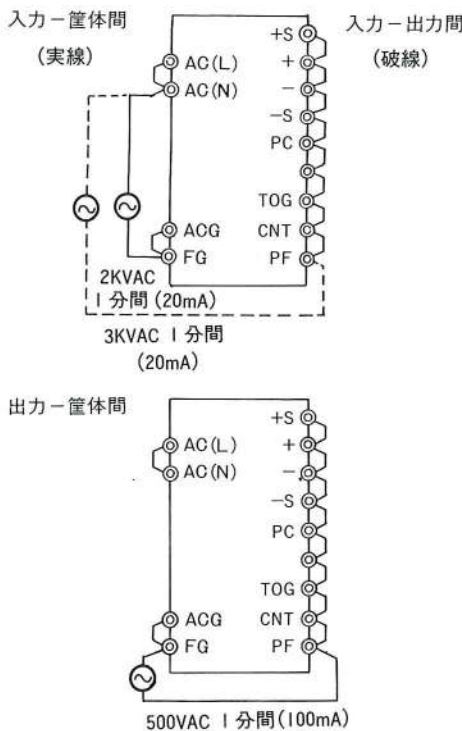 入力－筐体間
(実線)
入力－出力間
(破線)
+S
AC(L)
+
AC(N)
-
-S
PC
TOG
ACG
CNT
FG
PF
2KVAC
1分間(20mA)
3KVAC 1分間
(20mA)
出力－筐体間
+S
AC(L)
+
AC(N)
-
-S
PC
TOG
ACG
CNT
FG
PF
500VAC 1分間(100mA)